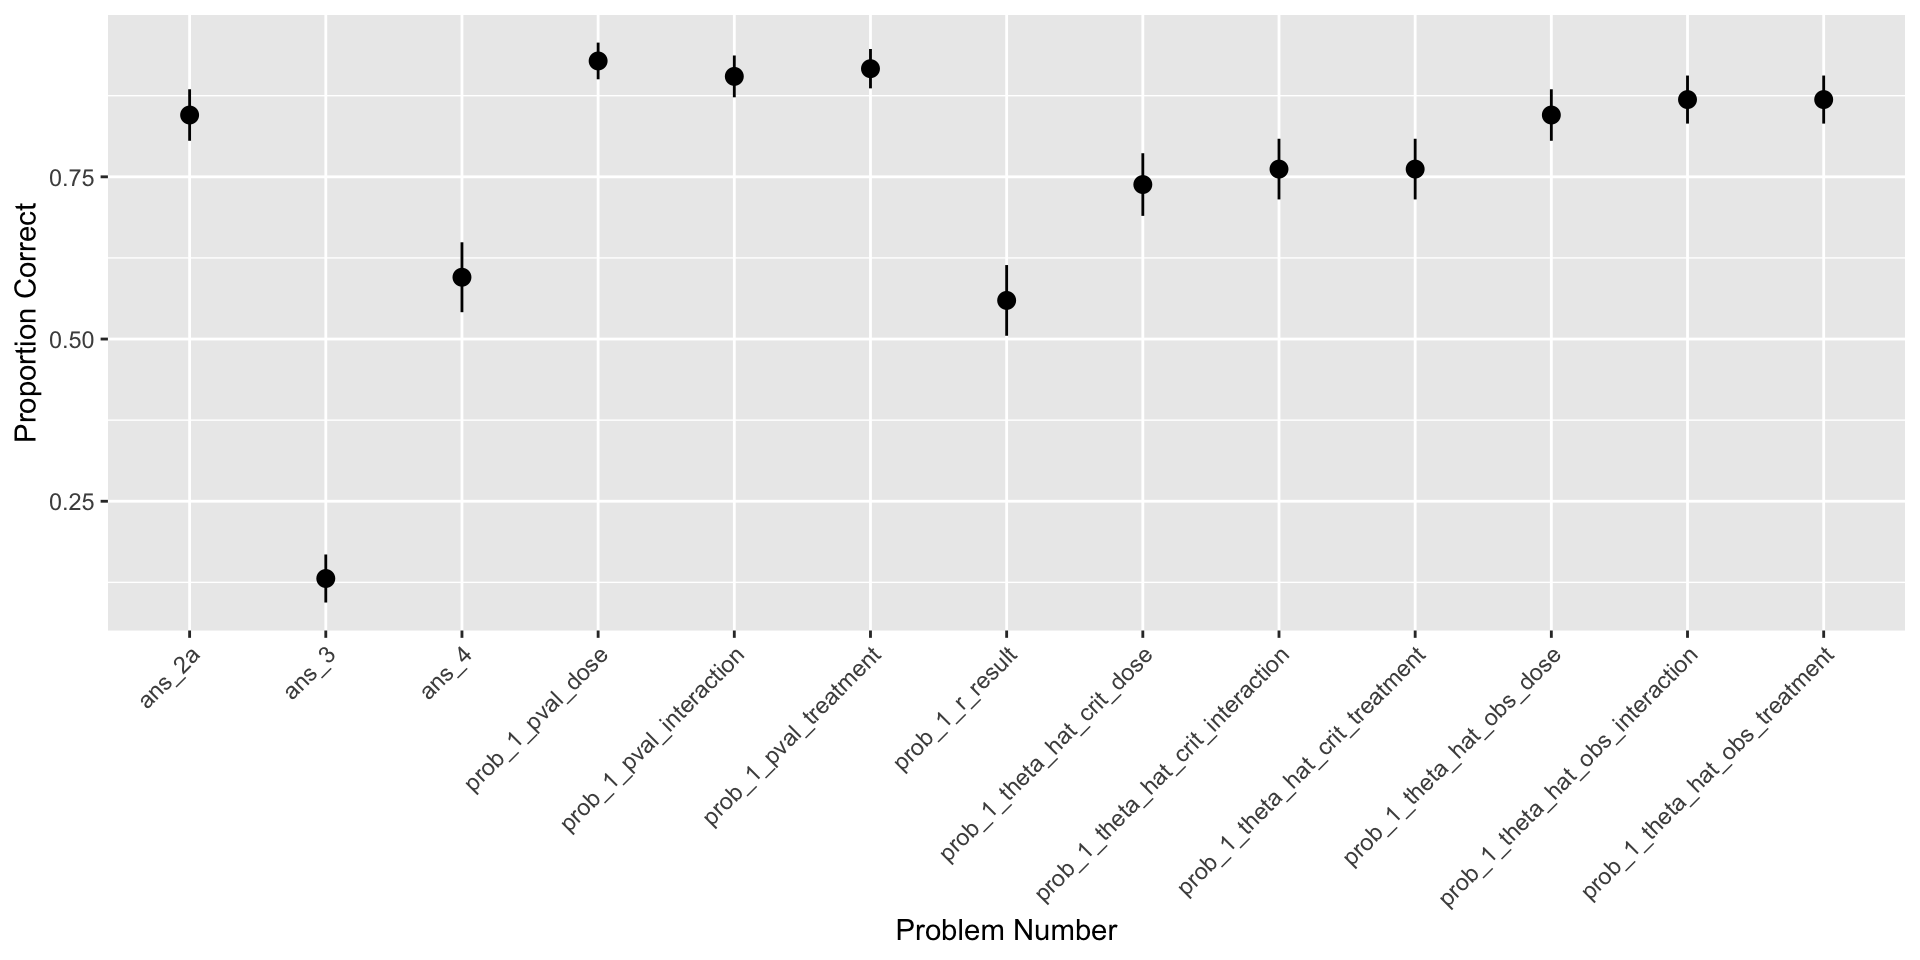 Proportion Correct
0.75
0.50
0.25
ans_2a
ans_3
ans_4
prob_1_pval_dose
prob_1_pval_interaction
prob_1_pval_treatment
prob_1_r_result
prob_1_theta_hat_crit_dose
prob_1_theta_hat_crit_interaction
prob_1_theta_hat_crit_treatment
prob_1_theta_hat_obs_dose
prob_1_theta_hat_obs_interaction
prob_1_theta_hat_obs_treatment
Problem Number